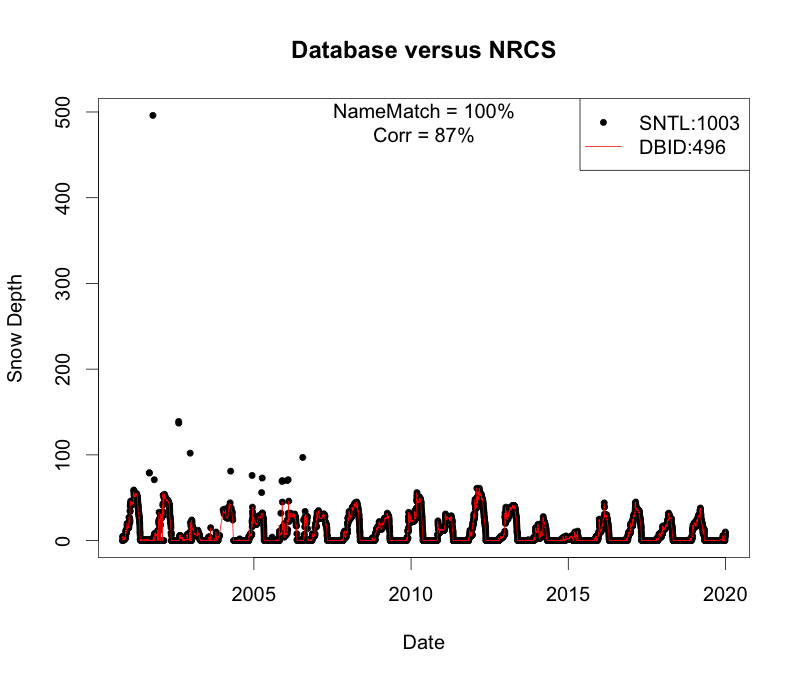 Database versus NRCS
NameMatch = 100%
Corr = 87%
SNTL:1003
DBID:496
500
400
300
200
100
0
Snow Depth
2005
2010
2015
2020
Date